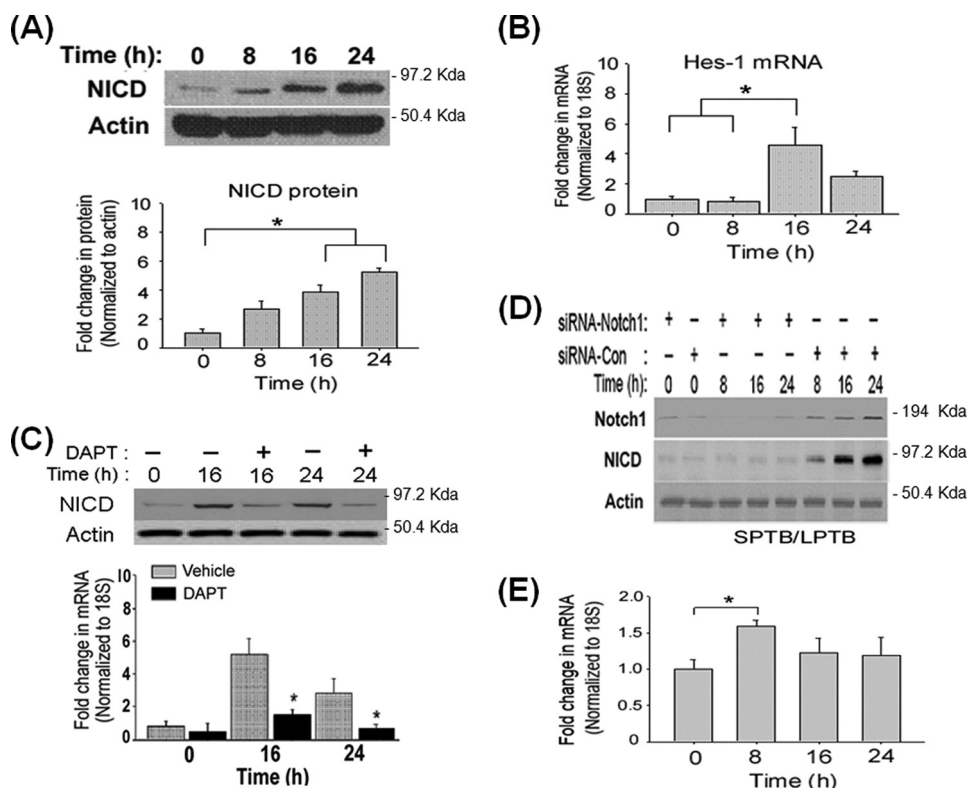 (A)
Time (h): 0 8 16 24
NICD
- 97.2 Kda
Actin
- 50.4 Kda
NICD protein
Fold change in protein
(Normalized to actin)
10
8
6
4
2
0
*
0 8 16 24
Time (h)
(B)
Hes-1 mRNA
Fold change in mRNA
(Normalized to 18S)
10
8
6
4
2
0
*
0 8 16 24
Time (h)
(C)
DAPT : – – + – +
Time (h) : 0 16 16 24 24
NICD
- 97.2 Kda
Actin
- 50.4 Kda
Fold change in mRNA
(Normalized to 18S)
10
8
6
4
2
0
Vehicle
DAPT
* *
0 16 24
Time (h)
(D)
siRNA-Notch1: + – + + + – – –
siRNA-Con : – + – – – + + +
Time (h): 0 0 8 16 24 8 16 24
Notch1
- 194 Kda
NICD
- 97.2 Kda
Actin
- 50.4 Kda
SPTB/LPTB
(E)
Fold change in mRNA
(Normalized to 18S)
2.0
1.5
1.0
0.5
0
*
0 8 16 24
Time (h)